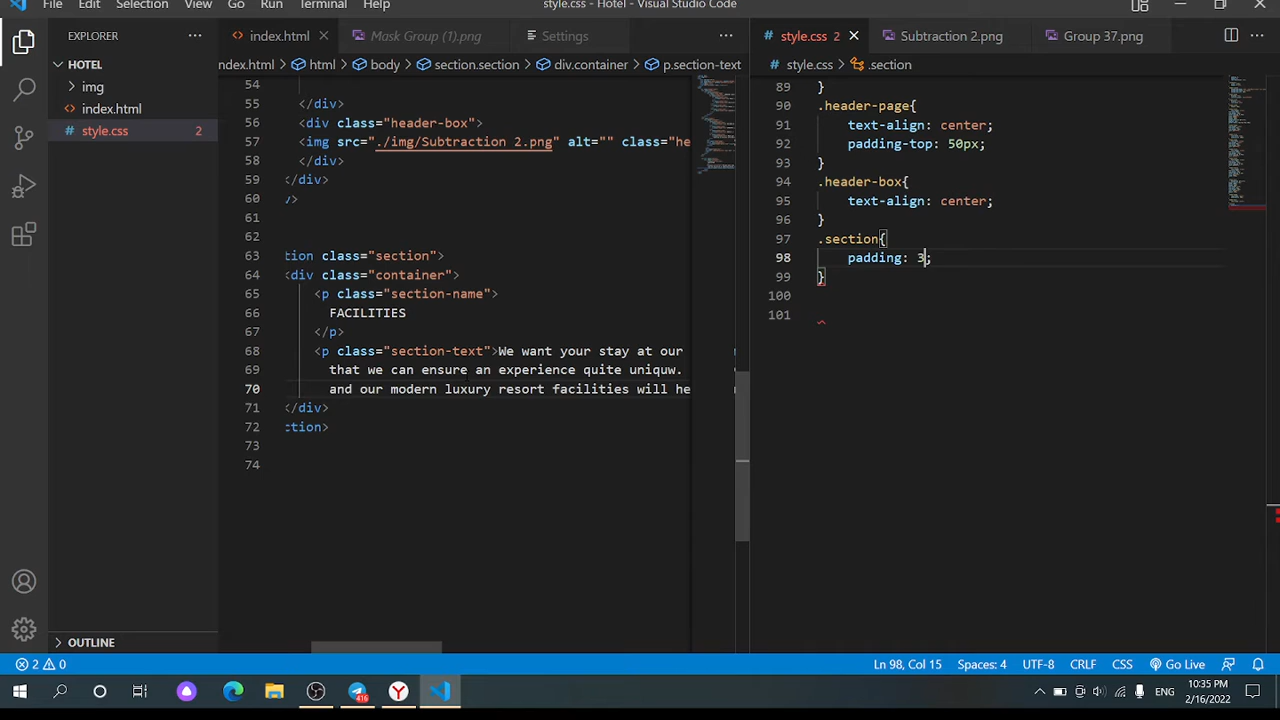 File Edit Selection View Go Run Terminal Help style.css - Hotel - Visual Studio Code
EXPLORER
HOTEL
img
index.html
style.css 2
OUTLINE
index.html Mask Group (1).png Settings
ndex.html html body section.section div.container p.section-text
54
55 </div>
56 <div class="header-box">
57 <img src="./img/Subtraction 2.png" alt="" class="he
58 </div>
59 </div>
60 />
61
62
63 tion class="section">
64 <div class="container">
65 <p class="section-name">
66 FACILITIES
67 </p>
68 <p class="section-text">We want your stay at our
69 that we can ensure an experience quite uniquw.
70 and our modern luxury resort facilities will he
71 </div>
72 ction>
73
74
style.css 2 Subtraction 2.png Group 37.png
style.css .section
89 }
90 .header-page{
91 text-align: center;
92 padding-top: 50px;
93 }
94 .header-box{
95 text-align: center;
96 }
97 .section{
98 padding: 3;
99 }
100
101
2 0 Ln 98, Col 15 Spaces: 4 UTF-8 CRLF CSS Go Live
416 ENG 10:35 PM
2/16/2022